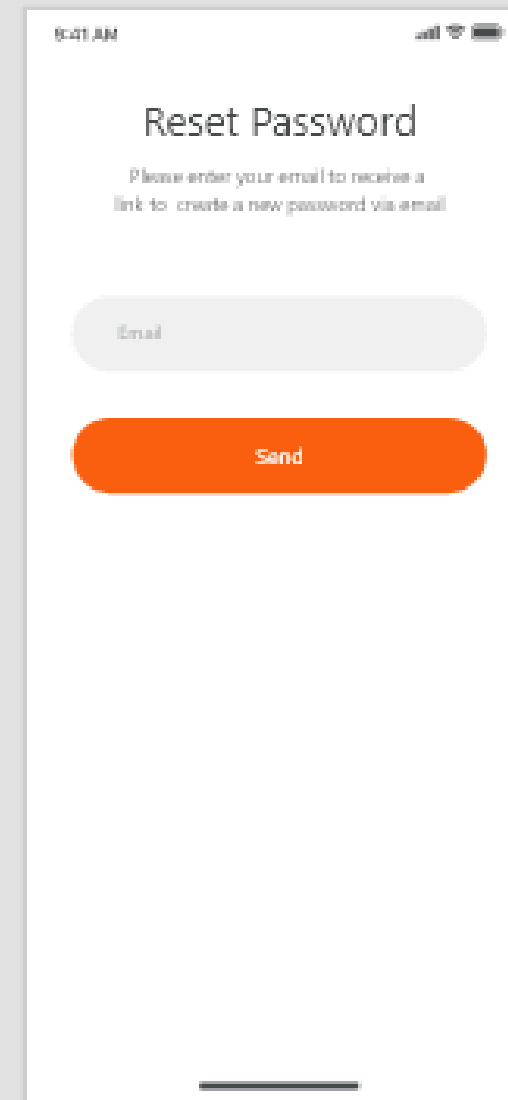 9:41 AM
Reset Password
Please enter your email to receive a
link to create a new password via email
Email
Send